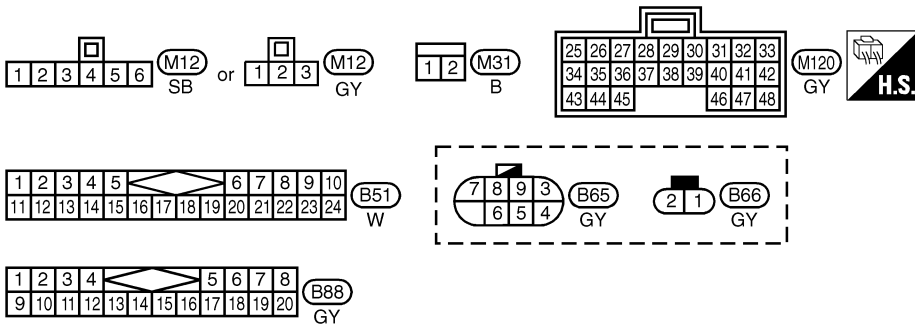 1 2 3 4 5 6 M12 SB or 1 2 3 M12 GY
1 2 M31 B
25 26 27 28 29 30 31 32 33
34 35 36 37 38 39 40 41 42
43 44 45 46 47 48
M120 GY
H.S.
1 2 3 4 5 6 7 8 9 10
11 12 13 14 15 16 17 18 19 20 21 22 23 24
B51 W
7 8 9 3
6 5 4
B65 GY
2 1 B66 GY
1 2 3 4 5 6 7 8
9 10 11 12 13 14 15 16 17 18 19 20
B88 GY